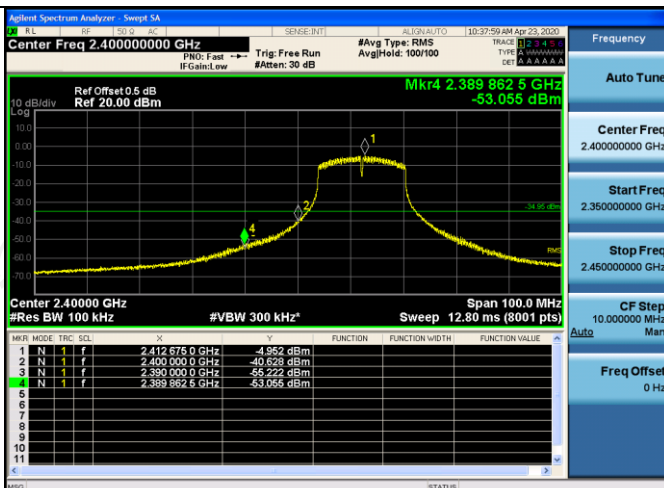 Agilent Spectrum Analyzer - Swept SA
RL RF 50 Ω AC SENSE:INT ALIGNAUTO 10:37:59 AM Apr 23, 2020
Center Freq 2.400000000 GHz
PNO: Fast
IFGain:Low
Trig: Free Run
#Atten: 30 dB
#Avg Type: RMS
Avg|Hold: 100/100
TRACE 1 2 3 4 5 6
TYPE A
DET A A A A A A
Ref Offset 0.5 dB
Ref 20.00 dBm
Mkr4 2.389 862 5 GHz
-53.055 dBm
10 dB/div
Log
10.0
0.00
-10.0
-20.0
-30.0
-40.0
-50.0
-60.0
-70.0
1
2
4
-34.95 dBm
RMS
Center 2.40000 GHz
Span 100.0 MHz
#Res BW 100 kHz
#VBW 300 kHz*
Sweep 12.80 ms (8001 pts)
MKR MODE TRC SCL X Y FUNCTION FUNCTION WIDTH FUNCTION VALUE
1 N 1 f 2.412 675 0 GHz -4.952 dBm
2 N 1 f 2.400 000 0 GHz -40.628 dBm
3 N 1 f 2.390 000 0 GHz -55.222 dBm
4 N 1 f 2.389 862 5 GHz -53.055 dBm
5
6
7
8
9
10
11
MSG
STATUS
Frequency
Auto Tune
Center Freq
2.400000000 GHz
Start Freq
2.350000000 GHz
Stop Freq
2.450000000 GHz
CF Step
10.000000 MHz
Auto Man
Freq Offset
0 Hz